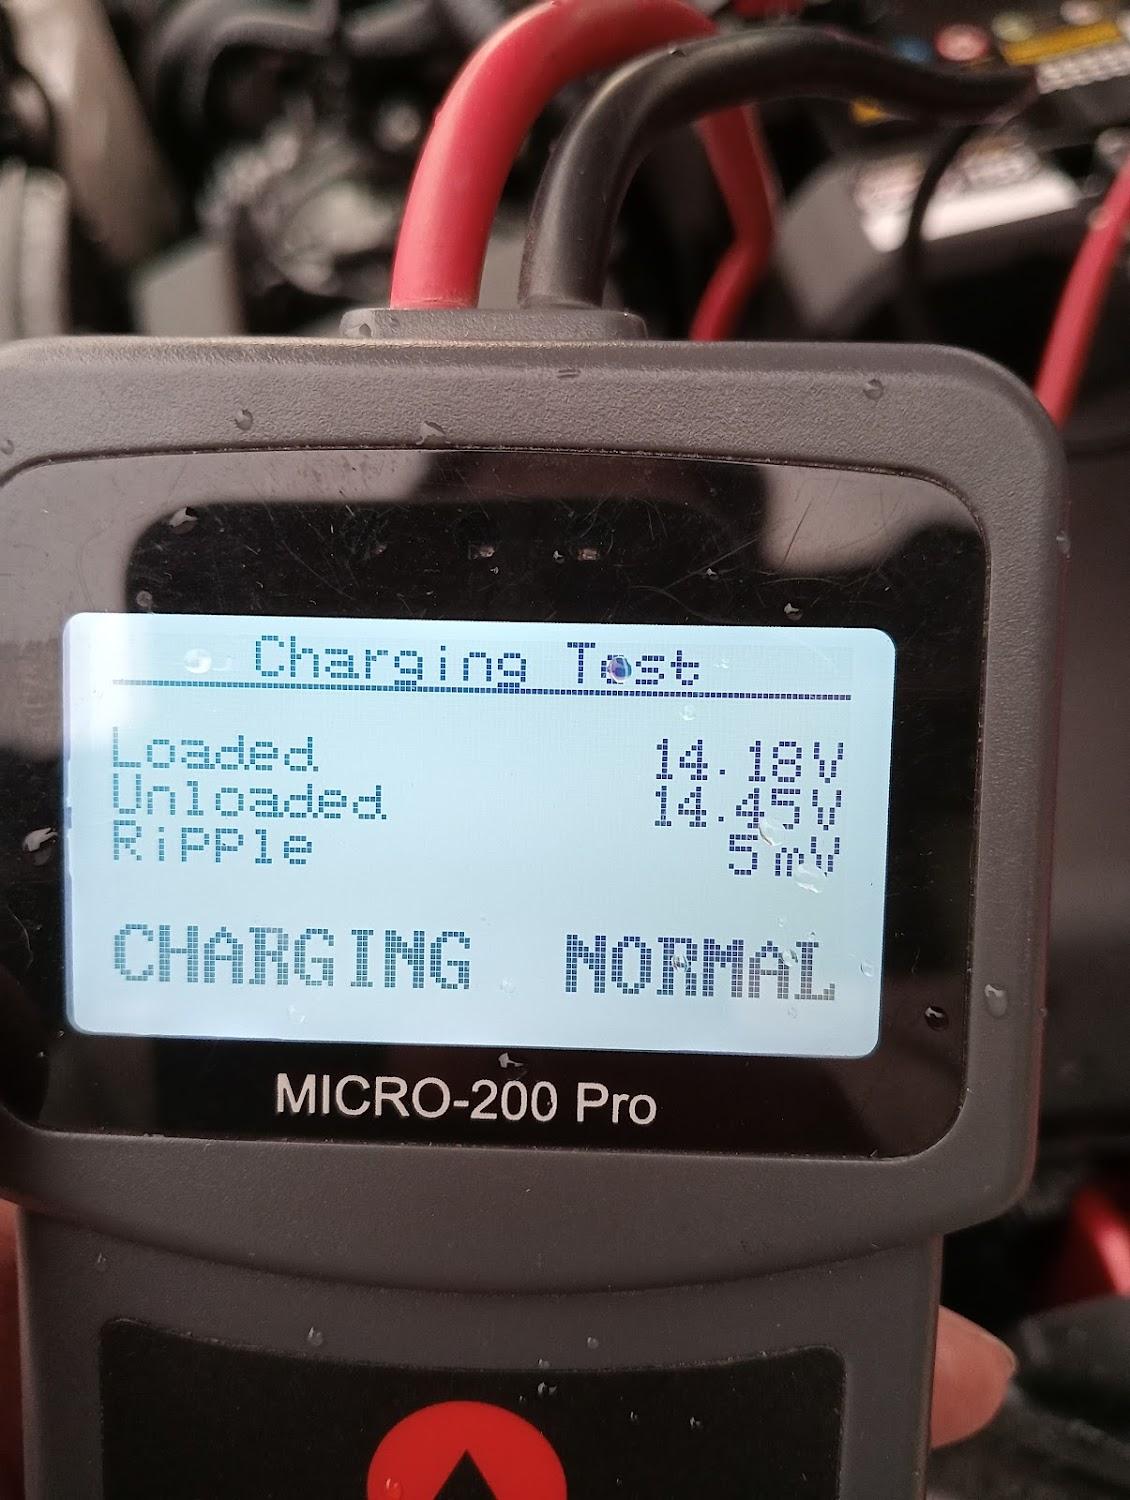 Charging Test
Loaded 14.18V
Unloaded 14.45V
Ripple 5mV
CHARGING NORMAL
MICRO-200 Pro